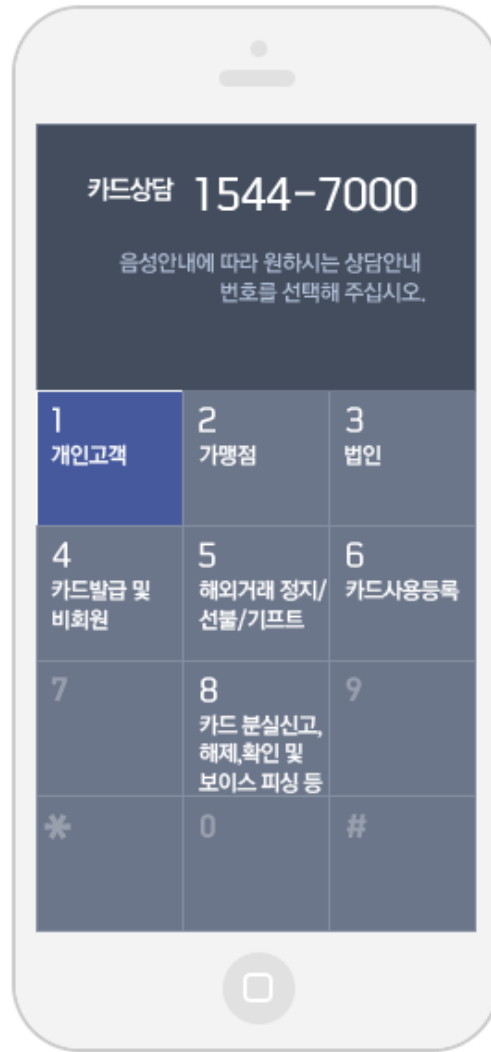 카드상담 1544-7000
음성안내에 따라 원하시는 상담안내
번호를 선택해 주십시오.
1
개인고객
2
가맹점
3
법인
4
카드발급 및
비회원
5
해외거래 정지/
선불/기프트
6
카드사용등록
7
8
카드 분실신고,
해제,확인 및
보이스 피싱 등
9
*
0
#